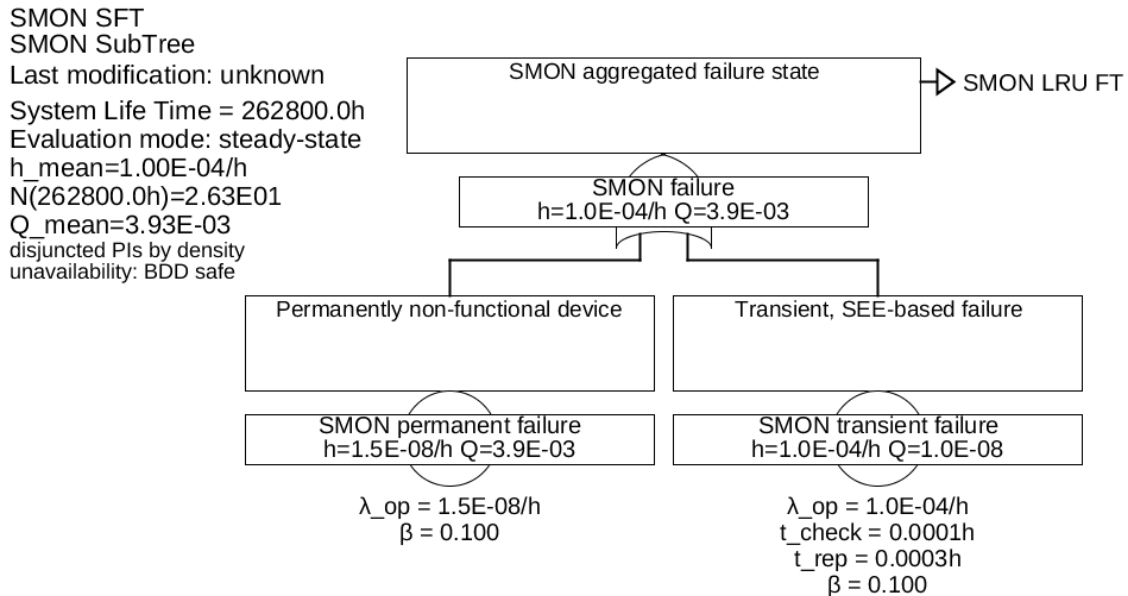 SMON SFT
SMON SubTree
Last modification: unknown
System Life Time = 262800.0h
Evaluation mode: steady-state
h_mean=1.00E-04/h
N(262800.0h)=2.63E01
Q_mean=3.93E-03
disjuncted PIs by density
unavailability: BDD safe
SMON aggregated failure state
SMON LRU FT
SMON failure
h=1.0E-04/h Q=3.9E-03
Permanently non-functional device
SMON permanent failure
h=1.5E-08/h Q=3.9E-03
λ_op = 1.5E-08/h
β = 0.100
Transient, SEE-based failure
SMON transient failure
h=1.0E-04/h Q=1.0E-08
λ_op = 1.0E-04/h
t_check = 0.0001h
t_rep = 0.0003h
β = 0.100